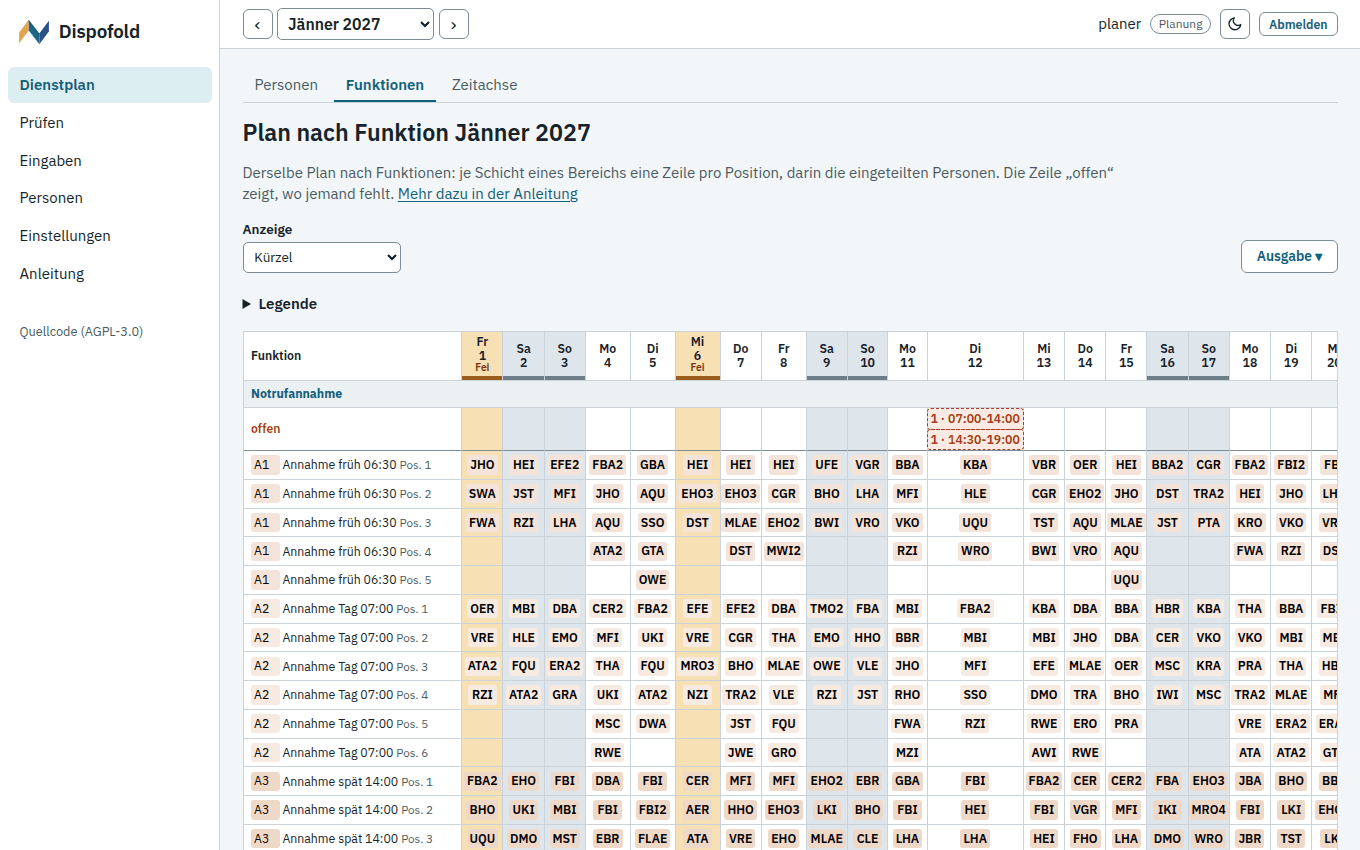 Dispofold
‹ Jänner 2027 ›
planer Planung Abmelden
Dienstplan
Prüfen
Eingaben
Personen
Einstellungen
Anleitung
Quellcode (AGPL-3.0)
Personen Funktionen Zeitachse
Plan nach Funktion Jänner 2027
Derselbe Plan nach Funktionen: je Schicht eines Bereichs eine Zeile pro Position, darin die eingeteilten Personen. Die Zeile „offen“
zeigt, wo jemand fehlt. Mehr dazu in der Anleitung
Anzeige
Kürzel
Ausgabe ▾
▶ Legende
Funktion Fr 1 Fei Sa 2 So 3 Mo 4 Di 5 Mi 6 Fei Do 7 Fr 8 Sa 9 So 10 Mo 11 Di 12 Mi 13 Do 14 Fr 15 Sa 16 So 17 Mo 18 Di 19
Notrufannahme
offen 1 · 07:00-14:00
1 · 14:30-19:00
A1 Annahme früh 06:30 Pos. 1 JHO HEI EFE2 FBA2 GBA HEI HEI HEI UFE VGR BBA KBA VBR OER HEI BBA2 CGR FBA2 FBI2
A1 Annahme früh 06:30 Pos. 2 SWA JST MFI JHO AQU EHO3 EHO3 CGR BHO LHA MFI HLE CGR EHO2 JHO DST TRA2 HEI JHO
A1 Annahme früh 06:30 Pos. 3 FWA RZI LHA AQU SSO DST MLAE EHO2 BWI VRO VKO UQU TST AQU MLAE JST PTA KRO VKO
A1 Annahme früh 06:30 Pos. 4 ATA2 GTA DST MWI2 RZI WRO BWI VRO AQU FWA RZI
A1 Annahme früh 06:30 Pos. 5 OWE UQU
A2 Annahme Tag 07:00 Pos. 1 OER MBI DBA CER2 FBA2 EFE EFE2 DBA TMO2 FBA MBI FBA2 KBA DBA BBA HBR KBA THA BBA
A2 Annahme Tag 07:00 Pos. 2 VRE HLE EMO MFI UKI VRE CGR THA EMO HHO BBR MBI MBI JHO DBA CER VKO VKO MBI
A2 Annahme Tag 07:00 Pos. 3 ATA2 FQU ERA2 THA FQU MRO3 BHO MLAE OWE VLE JHO MFI EFE MLAE OER MSC KRA PRA THA
A2 Annahme Tag 07:00 Pos. 4 RZI ATA2 GRA UKI ATA2 NZI TRA2 VLE RZI JST RHO SSO DMO TRA BHO IWI MSC TRA2 MLAE
A2 Annahme Tag 07:00 Pos. 5 MSC DWA JST FQU FWA RZI RWE ERO PRA VRE ERA2
A2 Annahme Tag 07:00 Pos. 6 RWE JWE GRO MZI AWI RWE ATA ATA2
A3 Annahme spät 14:00 Pos. 1 FBA2 EHO FBI DBA FBI CER MFI MFI EHO2 EBR GBA FBI FBA2 CER CER2 FBA EHO3 JBA BHO
A3 Annahme spät 14:00 Pos. 2 BHO UKI MBI FBI FBI2 AER HHO EHO3 LKI BHO FBI HEI FBI VGR MFI IKI MRO4 FBI LKI
A3 Annahme spät 14:00 Pos. 3 UQU DMO MST EBR FLAE ATA VRE EHO MLAE CLE LHA LHA HEI FHO LHA DMO WRO JBR TST